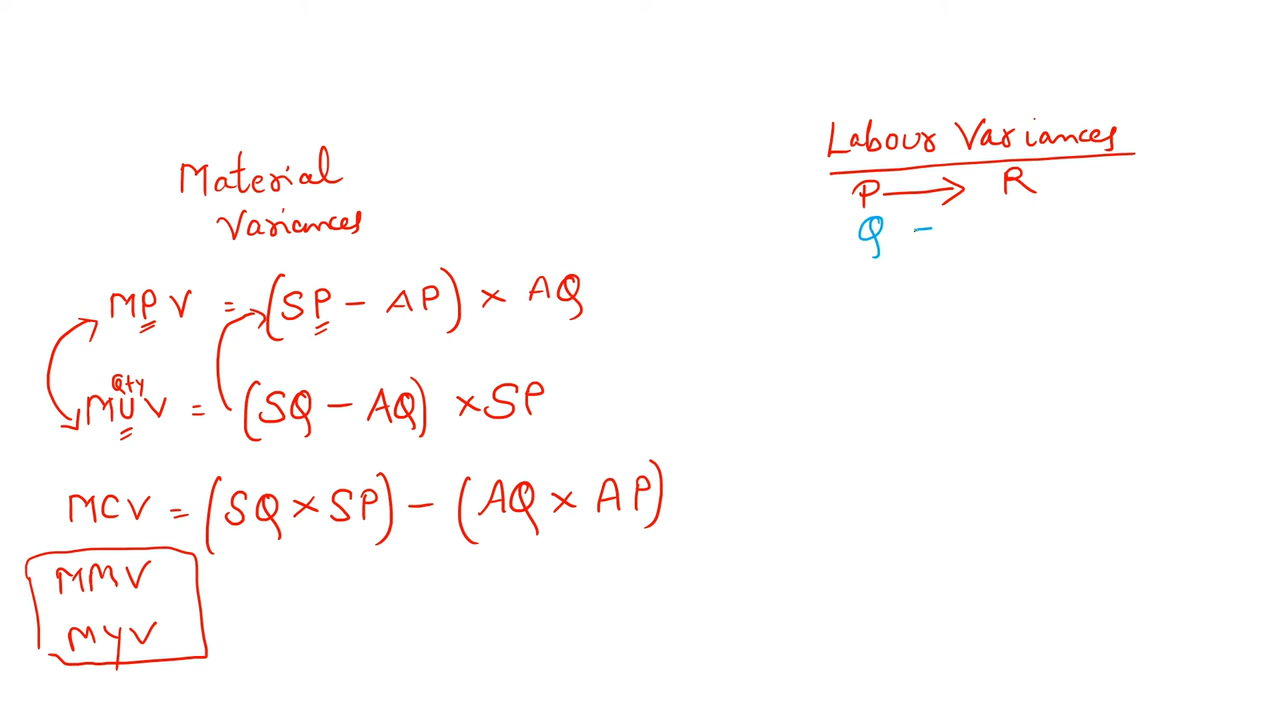 Material
Variances
MPV = (SP - AP) × AQ
Qty
MUV = (SQ - AQ) × SP
MCV = (SQ × SP) - (AQ × AP)
MMV
MYV
Labour Variances
P → R
Q -